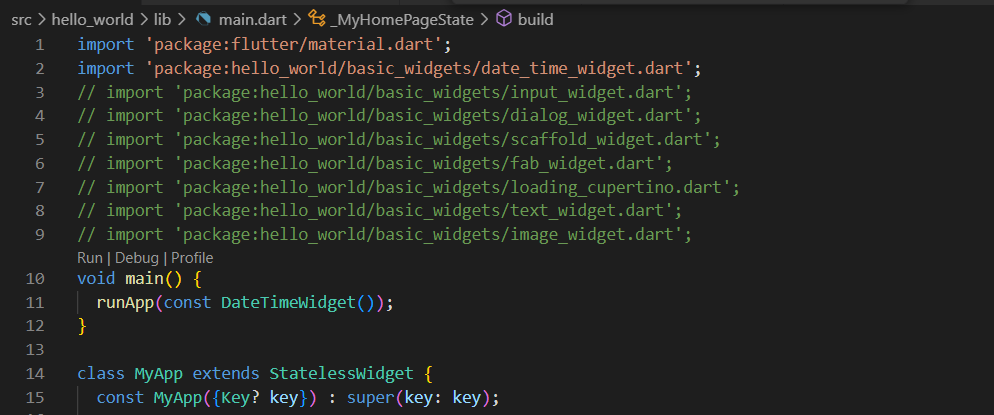 src > hello_world > lib > main.dart > _MyHomePageState > build
1 import 'package:flutter/material.dart';
2 import 'package:hello_world/basic_widgets/date_time_widget.dart';
3 // import 'package:hello_world/basic_widgets/input_widget.dart';
4 // import 'package:hello_world/basic_widgets/dialog_widget.dart';
5 // import 'package:hello_world/basic_widgets/scaffold_widget.dart';
6 // import 'package:hello_world/basic_widgets/fab_widget.dart';
7 // import 'package:hello_world/basic_widgets/loading_cupertino.dart';
8 // import 'package:hello_world/basic_widgets/text_widget.dart';
9 // import 'package:hello_world/basic_widgets/image_widget.dart';
Run | Debug | Profile
10 void main() {
11   runApp(const DateTimeWidget());
12 }
13
14 class MyApp extends StatelessWidget {
15   const MyApp({Key? key}) : super(key: key);